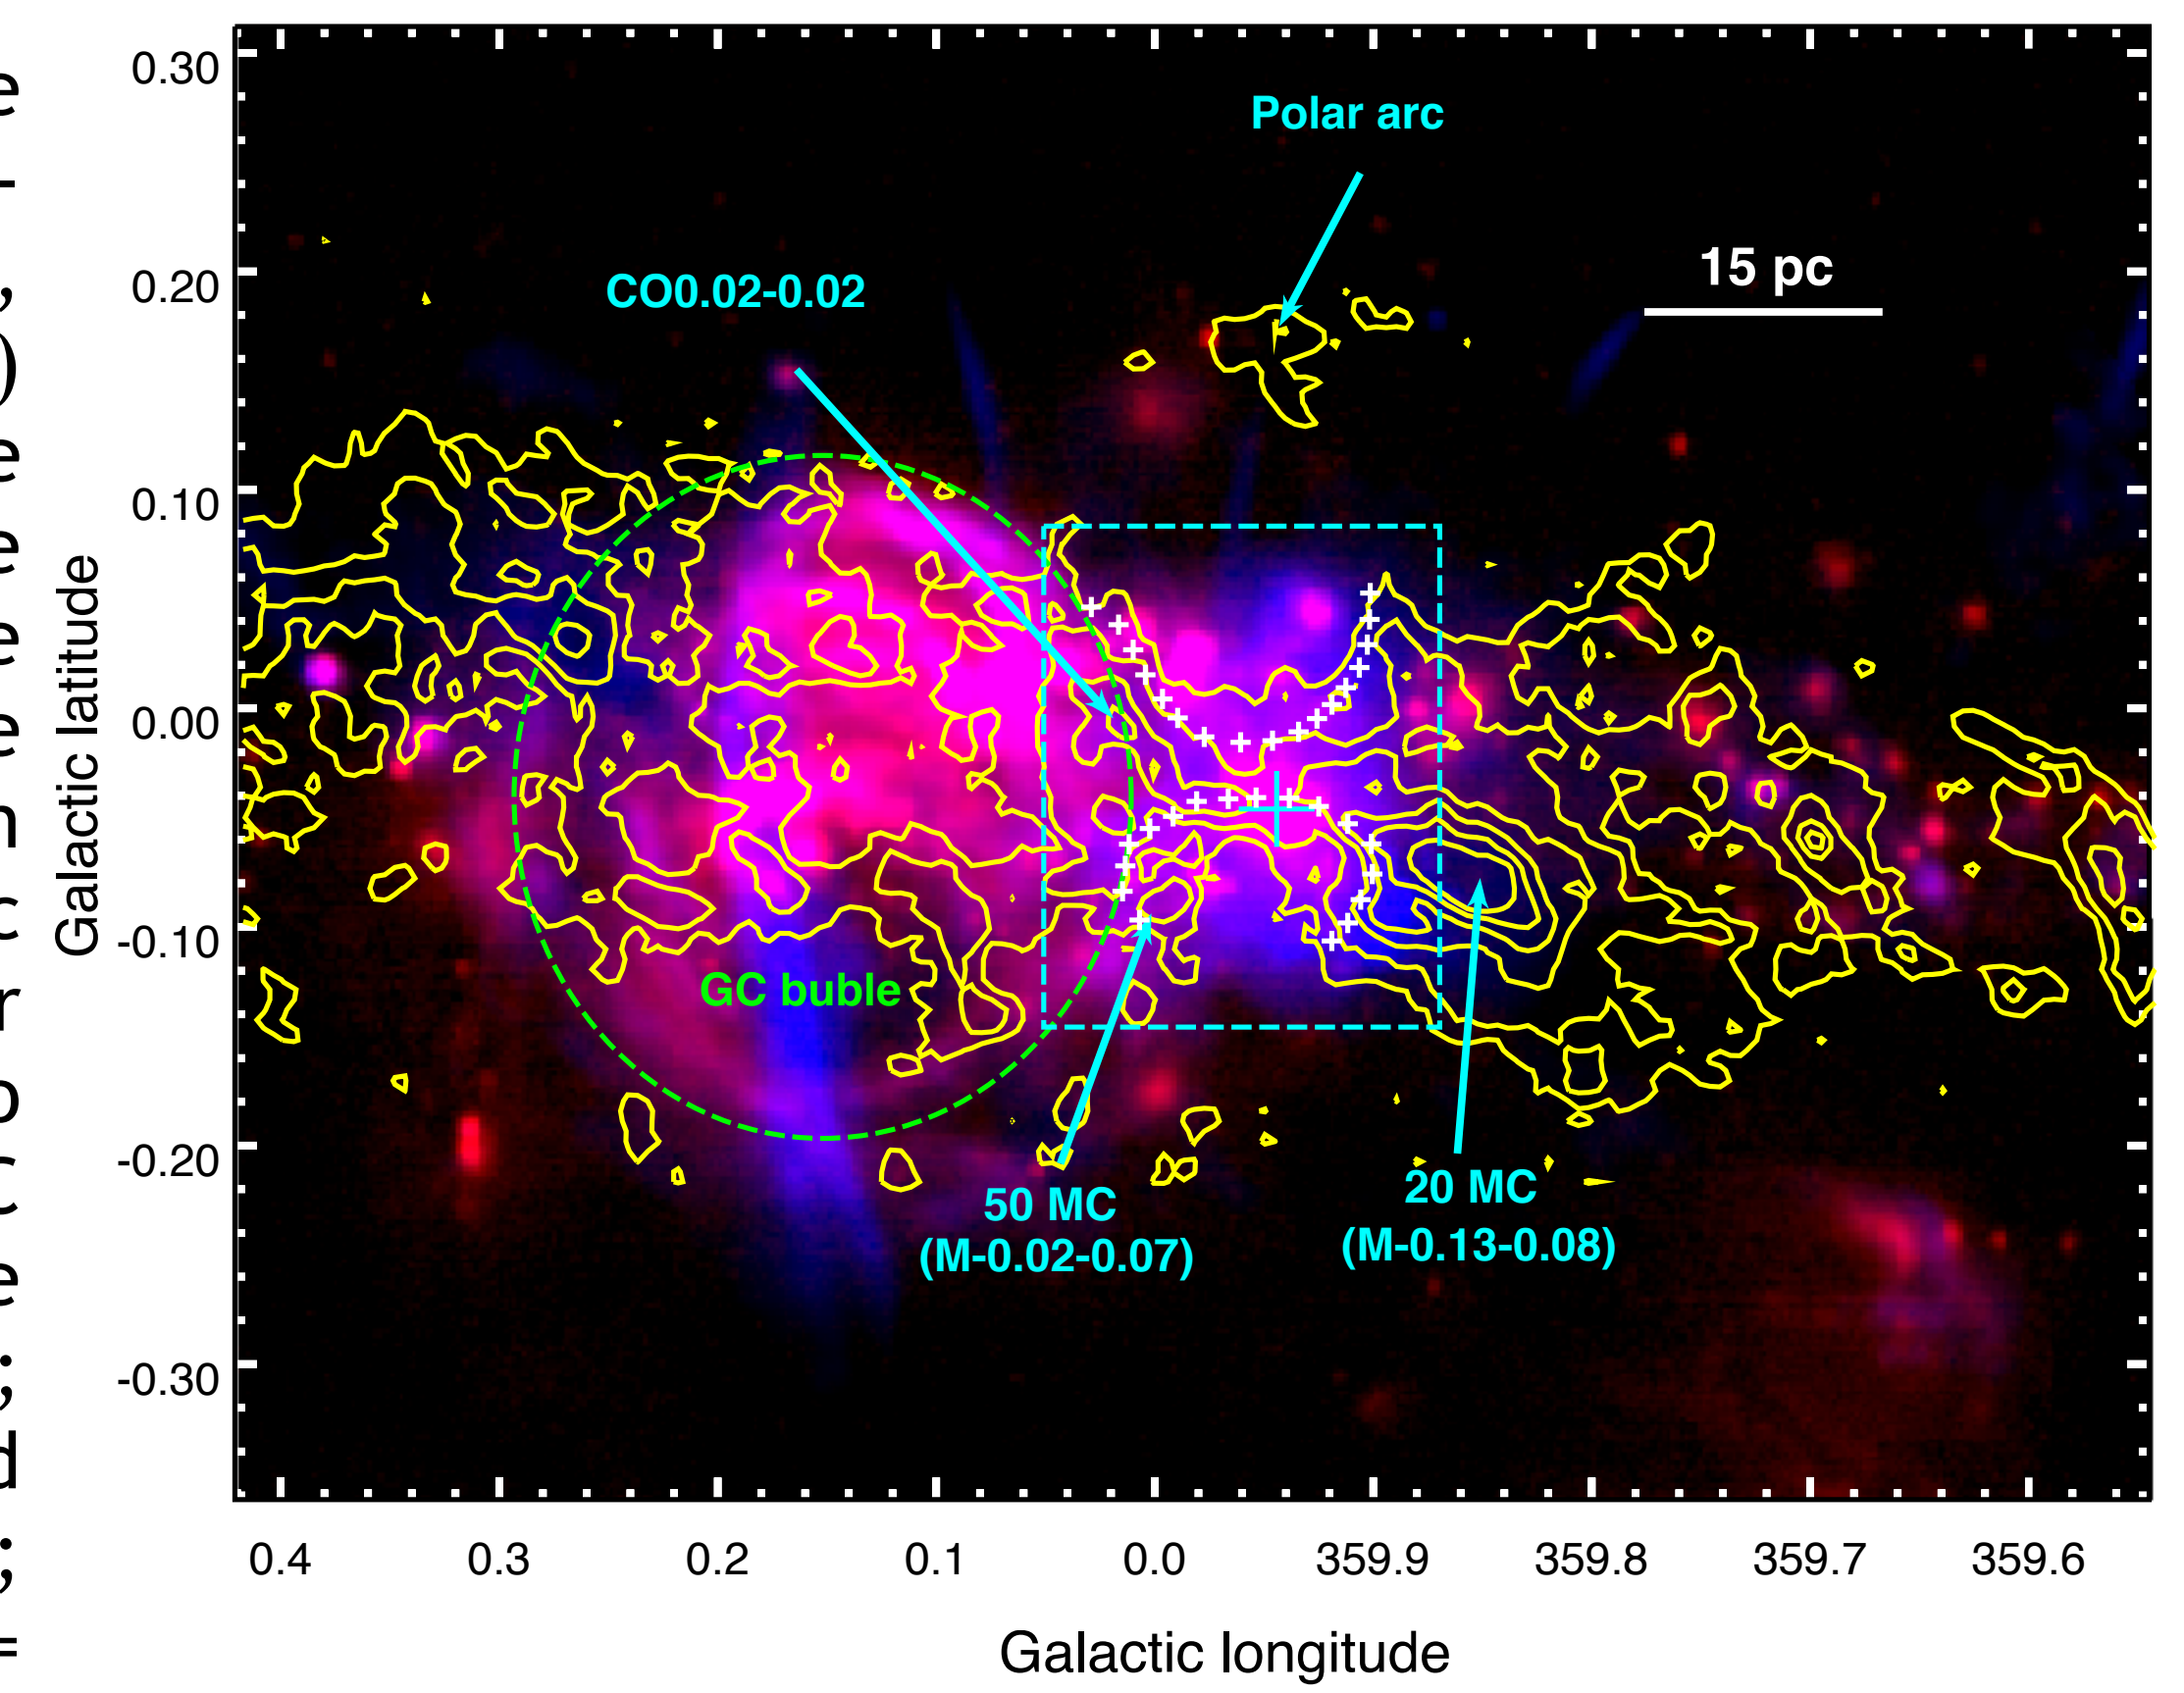 e
,
)
e
e
e
e
n
c
r
e
;
d
;
=
0.30
0.20
0.10
0.00
-0.10
-0.20
-0.30
Galactic latitude
Polar arc
CO0.02-0.02
15 pc
GC buble
50 MC
(M-0.02-0.07)
20 MC
(M-0.13-0.08)
0.4 0.3 0.2 0.1 0.0 359.9 359.8 359.7 359.6
Galactic longitude